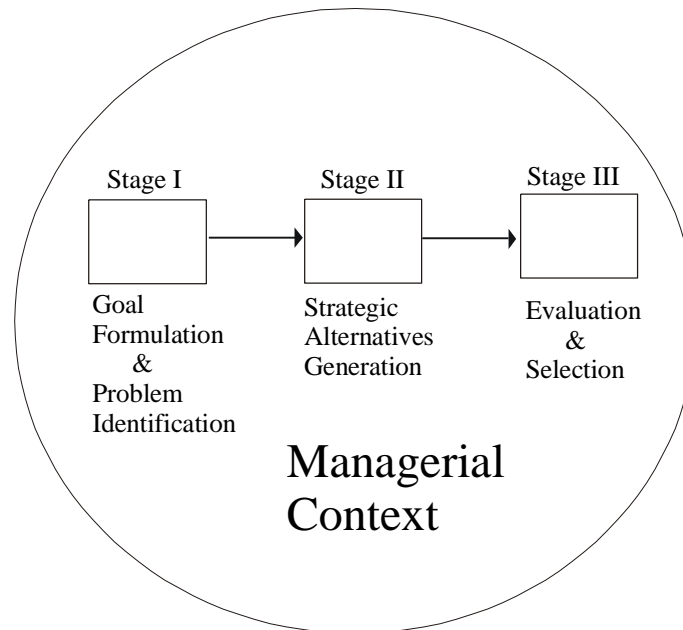 Stage I
Stage II
Stage III
Goal
Formulation
&
Problem
Identification
Strategic
Alternatives
Generation
Evaluation
&
Selection
Managerial
Context